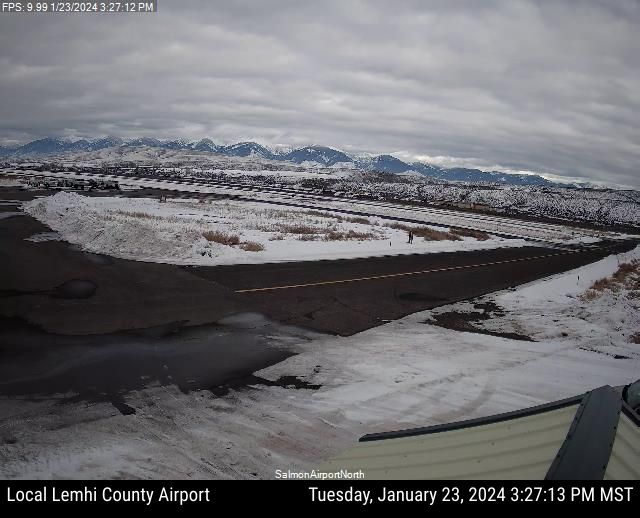 FPS: 9.99 1/23/2024 3:27:12 PM
SalmonAirportNorth
Local Lemhi County Airport Tuesday, January 23, 2024 3:27:13 PM MST